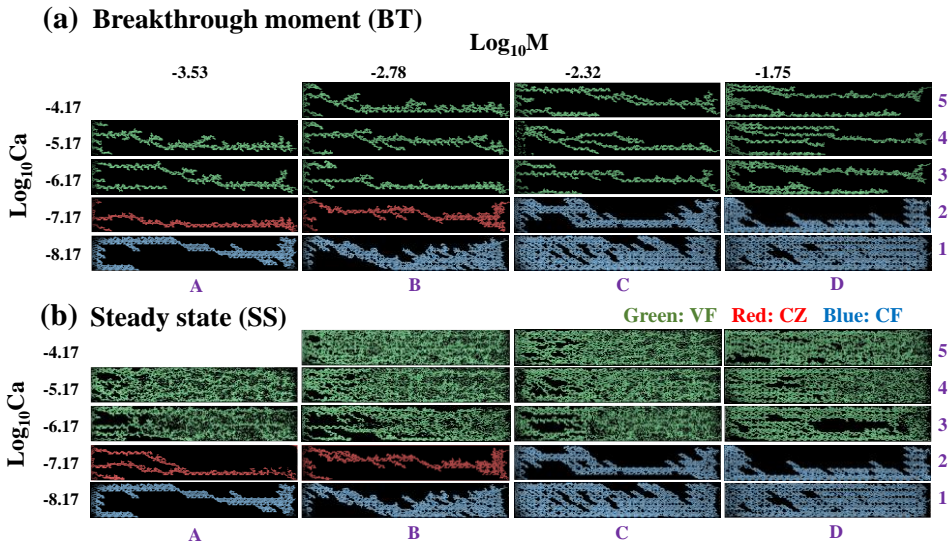 (a) Breakthrough moment (BT)
Log10M
-3.53 -2.78 -2.32 -1.75
Log10Ca
-4.17 5
-5.17 4
-6.17 3
-7.17 2
-8.17 1
A B C D
(b) Steady state (SS)
Green: VF Red: CZ Blue: CF
Log10Ca
-4.17 5
-5.17 4
-6.17 3
-7.17 2
-8.17 1
A B C D